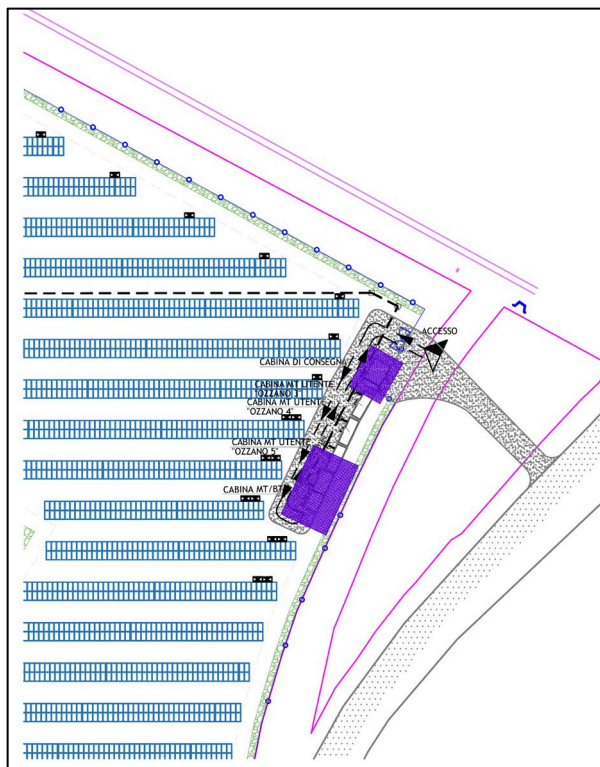 ACCESSO
CABINA DI CONSEGNA
CABINA MT UTENTE
"OZZANO 3"
CABINA MT UTENTE
"OZZANO 4"
CABINA MT UTENTE
"OZZANO 5"
CABINA MT/BT